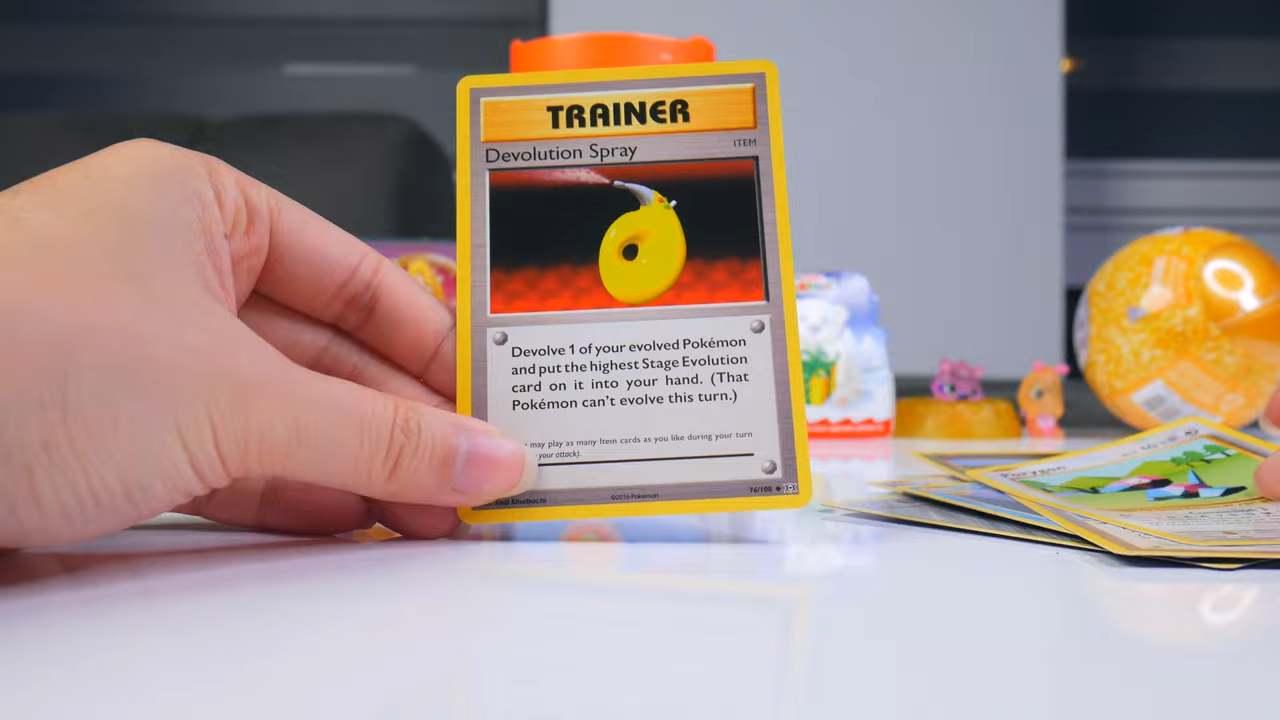 TRAINER
Devolution Spray
ITEM
Devolve 1 of your evolved Pokémon
and put the highest Stage Evolution
card on it into your hand. (That
Pokémon can't evolve this turn.)
may play as many Item cards as you like during your turn
your attack).
Kinebuchi
©2016 Pokémon
76/108
Porygon